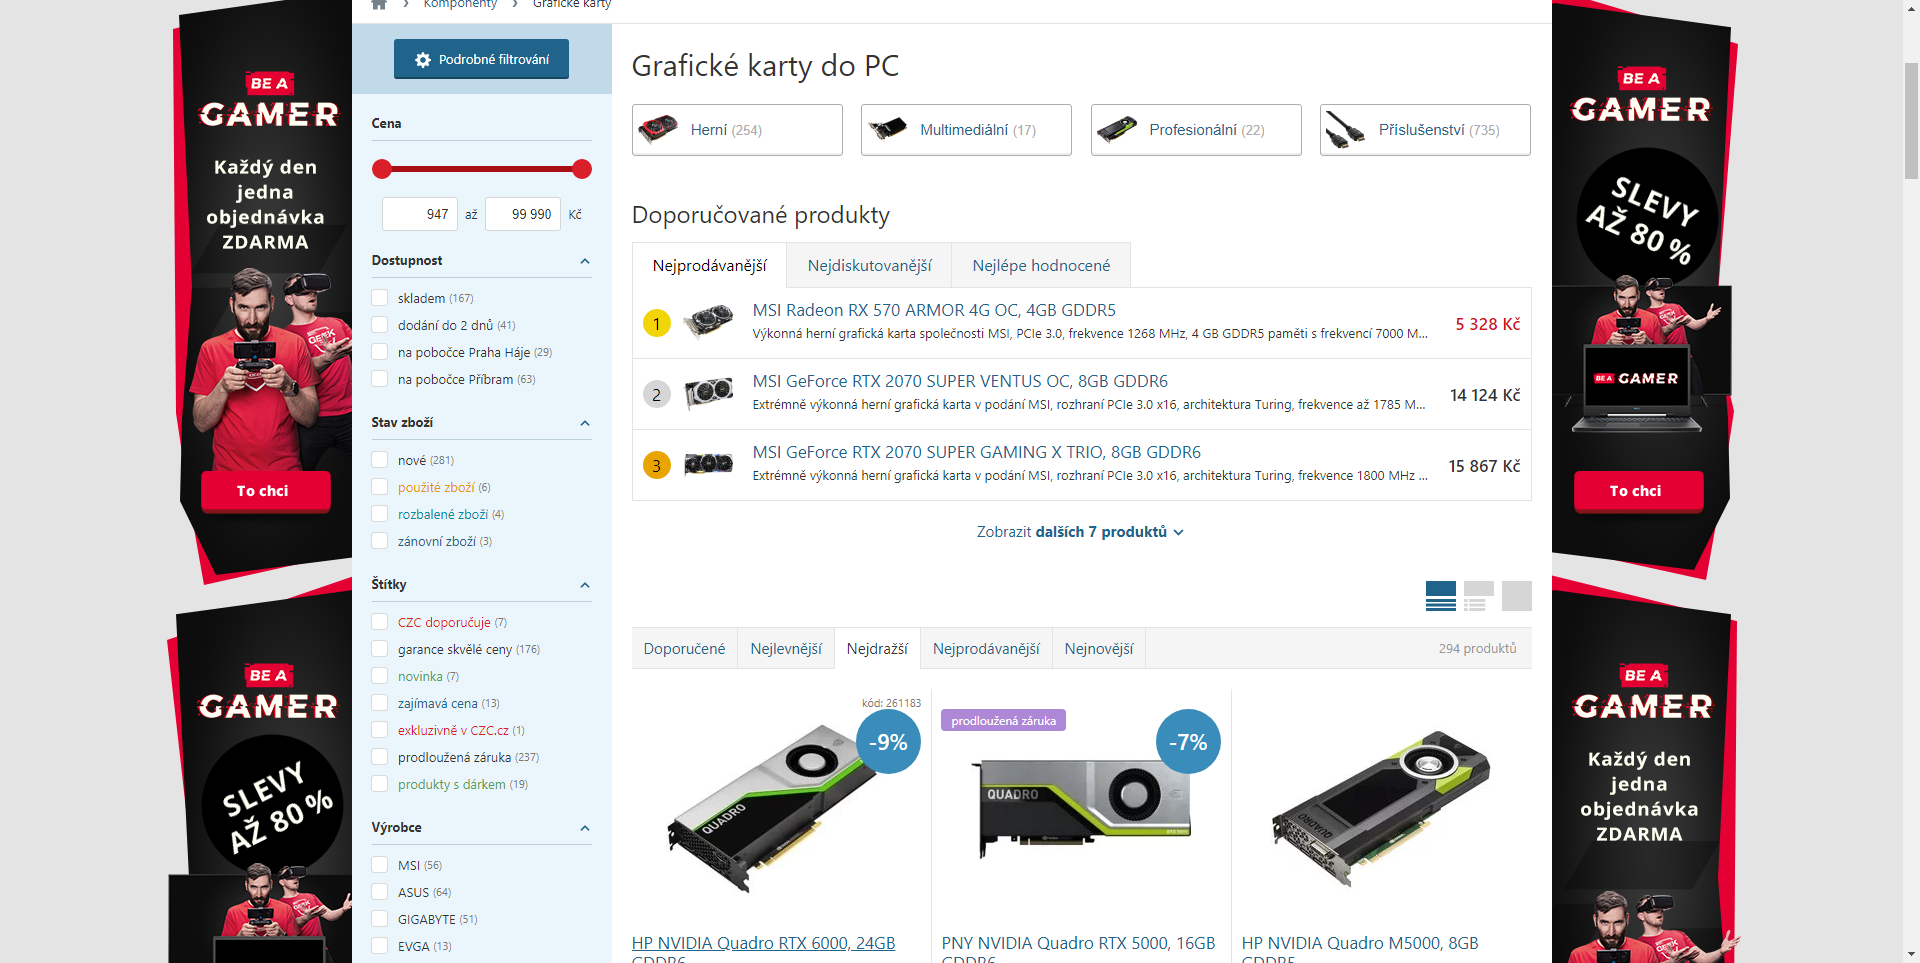 Komponenty
Grafické karty
BE A
GAMER
Každý den
jedna
objednávka
ZDARMA
To chci
BE A
GAMER
SLEVY
AŽ 80 %
Podrobné filtrování
Cena
947 až 99 990 Kč
Dostupnost
skladem (167)
dodání do 2 dnů (41)
na pobočce Praha Háje (29)
na pobočce Příbram (63)
Stav zboží
nové (281)
použité zboží (6)
rozbalené zboží (4)
zánovní zboží (3)
Štítky
CZC doporučuje (7)
garance skvělé ceny (176)
novinka (7)
zajímavá cena (13)
exkluzivně v CZC.cz (1)
prodloužená záruka (237)
produkty s dárkem (19)
Výrobce
MSI (56)
ASUS (64)
GIGABYTE (51)
EVGA (13)
Grafické karty do PC
Herní (254)
Multimediální (17)
Profesionální (22)
Příslušenství (735)
Doporučované produkty
Nejprodávanější
Nejdiskutovanější
Nejlépe hodnocené
1
MSI Radeon RX 570 ARMOR 4G OC, 4GB GDDR5
Výkonná herní grafická karta společnosti MSI, PCIe 3.0, frekvence 1268 MHz, 4 GB GDDR5 paměti s frekvencí 7000 M...
5 328 Kč
2
MSI GeForce RTX 2070 SUPER VENTUS OC, 8GB GDDR6
Extrémně výkonná herní grafická karta v podání MSI, rozhraní PCIe 3.0 x16, architektura Turing, frekvence až 1785 M...
14 124 Kč
3
MSI GeForce RTX 2070 SUPER GAMING X TRIO, 8GB GDDR6
Extrémně výkonná herní grafická karta v podání MSI, rozhraní PCIe 3.0 x16, architektura Turing, frekvence 1800 MHz ...
15 867 Kč
Zobrazit dalších 7 produktů
Doporučené
Nejlevnější
Nejdražší
Nejprodávanější
Nejnovější
294 produktů
kód: 261183
-9%
QUADRO
HP NVIDIA Quadro RTX 6000, 24GB
GDDR6
prodloužená záruka
-7%
QUADRO
PNY NVIDIA Quadro RTX 5000, 16GB
GDDR6
QUADRO
HP NVIDIA Quadro M5000, 8GB
GDDR5
BE A
GAMER
SLEVY
AŽ 80 %
BE A GAMER
To chci
BE A
GAMER
Každý den
jedna
objednávka
ZDARMA